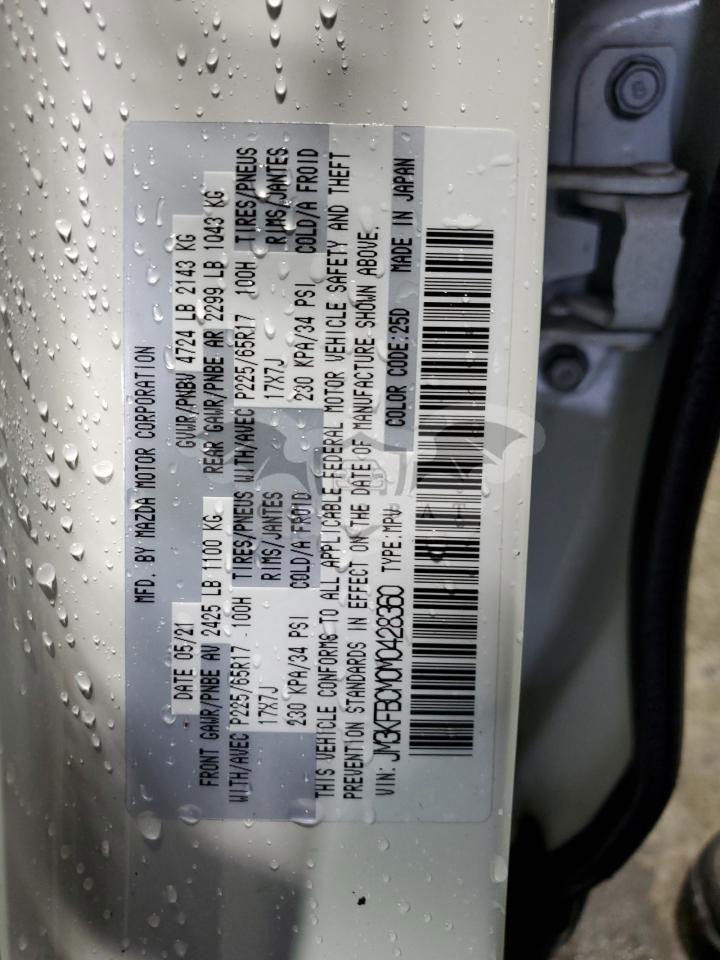 MFD. BY MAZDA MOTOR CORPORATION
DATE 05/21 GVWR/PNBV 4724 LB 2143 KG
FRONT GAWR/PNBE AV 2425 LB 1100 KG REAR GAWR/PNBE AR 2299 LB 1043 KG
WITH/AVEC P225/65R17 100H TIRES/PNEUS WITH/AVEC P225/65R17 100H TIRES/PNEUS
17X7J RIMS/JANTES 17X7J RIMS/JANTES
230 KPA/34 PSI COLD/A FROID 230 KPA/34 PSI COLD/A FROID
THIS VEHICLE CONFORMS TO ALL APPLICABLE FEDERAL MOTOR VEHICLE SAFETY AND THEFT
PREVENTION STANDARDS IN EFFECT ON THE DATE OF MANUFACTURE SHOWN ABOVE.
VIN: JM3KFBCM0M0428360 TYPE:MPV COLOR CODE:25D MADE IN JAPAN